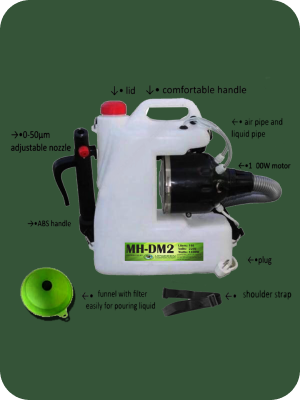 ↓• lid ↓• comfortable handle
←• air pipe and
liquid pipe
→•0-50μm
adjustable nozzle
←•1 00W motor
→•ABS handle
MH-DM2
←•plug
←• funnel with filter
easily for pouring liquid
←• shoulder strap